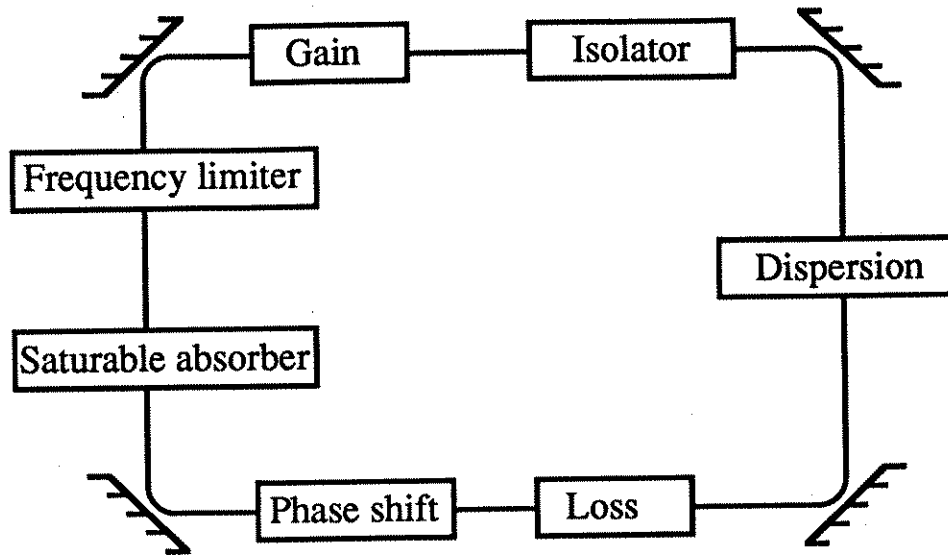 Gain
Isolator
Frequency limiter
Dispersion
Saturable absorber
Phase shift
Loss